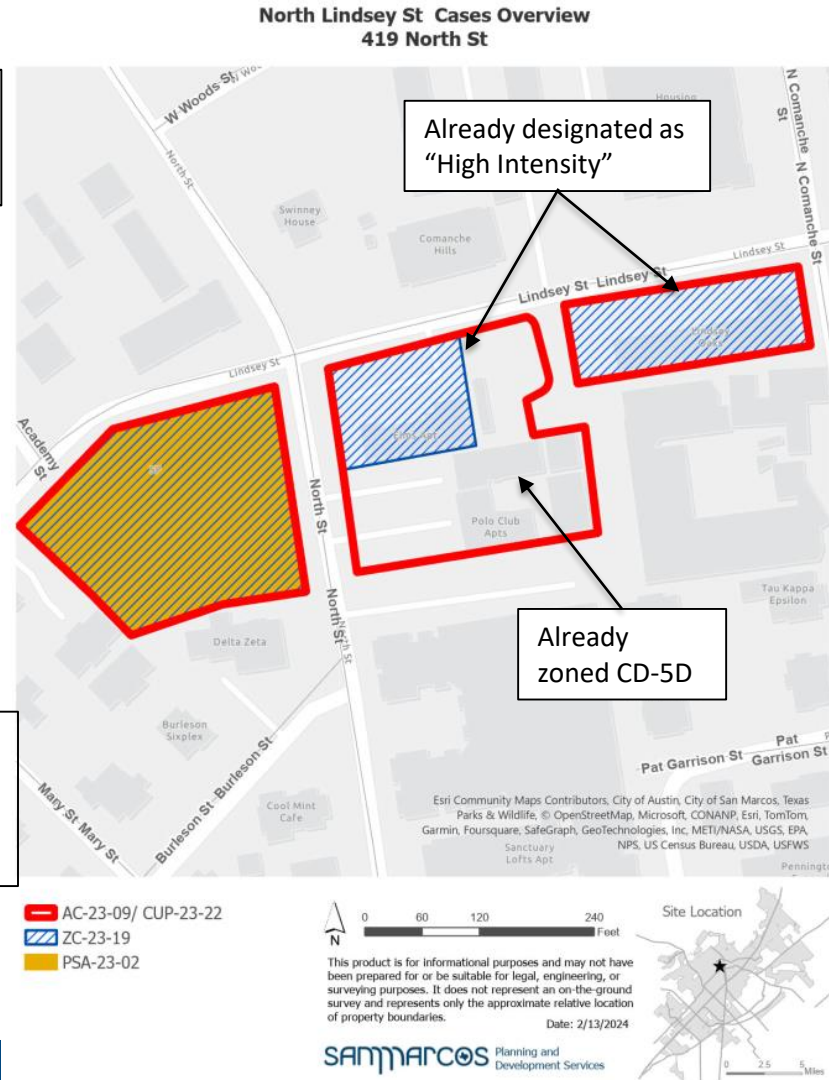 North Lindsey St Cases Overview
419 North St
W Woods St
North St
Housing
N Comanche St
N Comanche St
Already designated as
“High Intensity”
Swinney
House
Comanche
Hills
Lindsey St
Lindsey St
Lindsey St
Lindsey St
Lindsey
Oaks
Academy
St
Elms Apt
North St
Polo Club
Apts
North St
North St
Tau Kappa
Epsilon
Delta Zeta
Already
zoned CD-5D
Burleson
Sixplex
Burleson St
Burleson St
Pat Garrison St
Pat
Garrison St
Mary St
Mary St
Cool Mint
Cafe
Esri Community Maps Contributors, City of Austin, City of San Marcos, Texas
Parks & Wildlife, © OpenStreetMap, Microsoft, CONANP, Esri, TomTom,
Garmin, Foursquare, SafeGraph, GeoTechnologies, Inc, METI/NASA, USGS, EPA,
NPS, US Census Bureau, USDA, USFWS
Sanctuary
Lofts Apt
AC-23-09/ CUP-23-22
ZC-23-19
PSA-23-02
N
0 60 120 240
Feet
This product is for informational purposes and may not have
been prepared for or be suitable for legal, engineering, or
surveying purposes. It does not represent an on-the-ground
survey and represents only the approximate relative location
of property boundaries.
Date: 2/13/2024
SANMARCOS
Planning and
Development Services
Site Location
0 2.5 5
Miles